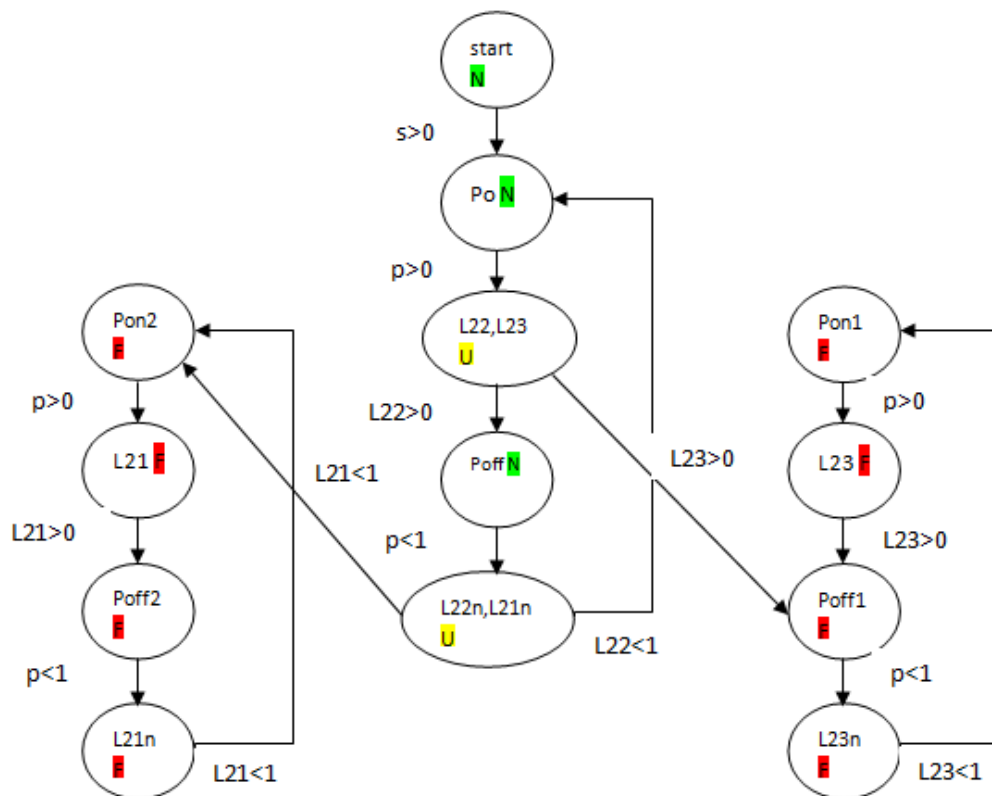 start
N
s>0
Po N
p>0
Pon2
F
L22,L23
U
Pon1
F
p>0
L22>0
p>0
L21 F
Poff N
L21<1
L23>0
L23 F
L21>0
p<1
L23>0
Poff2
F
L22n,L21n
U
Poff1
F
p<1
L22<1
p<1
L21n
F
L23n
F
L21<1
L23<1